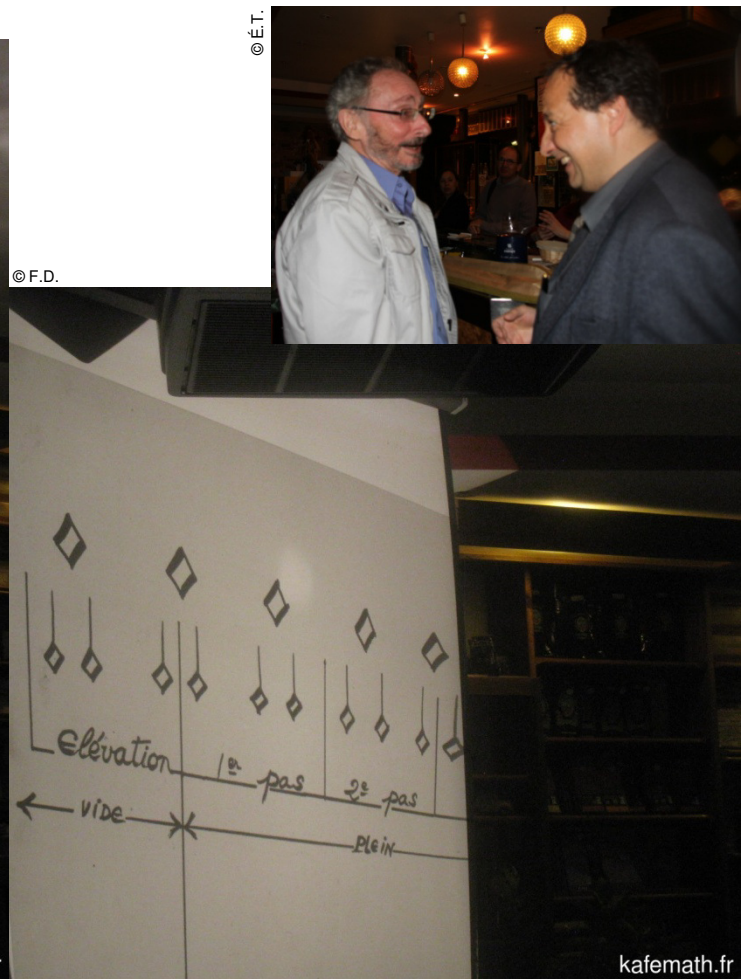 © É.T.
© F.D.
Elévation
1er pas
2e pas
VIDE
PLEIN
kafemath.fr